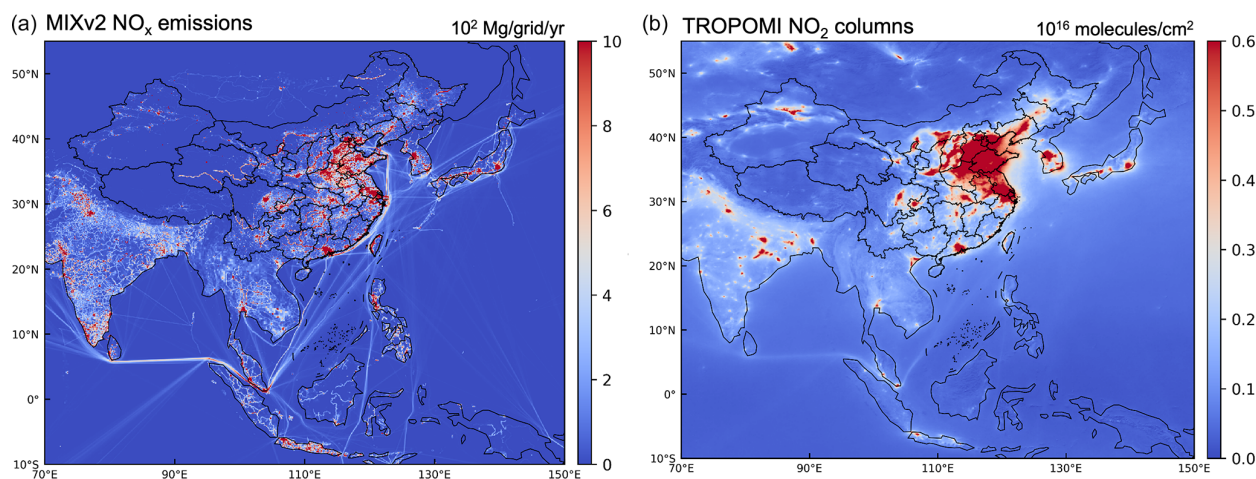 (a) MIXv2 NOx emissions 10² Mg/grid/yr
50°N
40°N
30°N
20°N
10°N
0°
10°S
70°E 90°E 110°E 130°E 150°E
10
8
6
4
2
0
(b) TROPOMI NO₂ columns 10¹⁶ molecules/cm²
50°N
40°N
30°N
20°N
10°N
0°
10°S
70°E 90°E 110°E 130°E 150°E
0.6
0.5
0.4
0.3
0.2
0.1
0.0